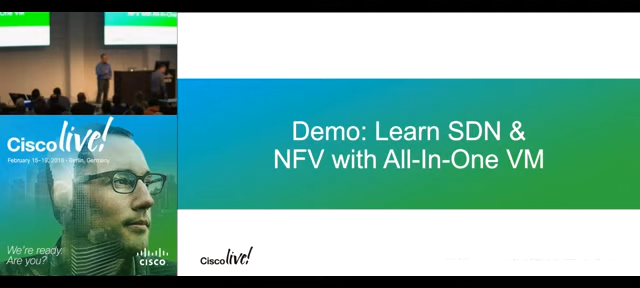 Cisco live!
February 15-19, 2016 • Berlin, Germany
We're ready.
Are you?
CISCO
Demo: Learn SDN &
NFV with All-In-One VM
Cisco live!